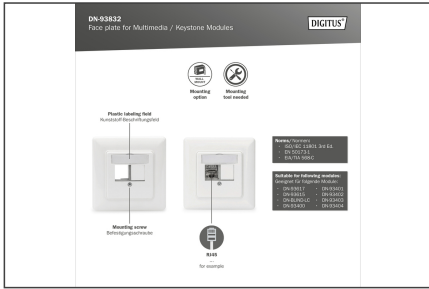 DN-93832
Face plate for Multimedia / Keystone Modules
DIGITUS®
WALL
MOUNT
Mounting
option
Mounting
tool needed
Plastic labeling field
Kunststoff-Beschriftungsfeld
Norms/Normen:
· ISO/IEC 11801 3rd Ed.
· EN 50173-1
· EIA/TIA 568-C
Suitable for following modules:
Geeignet für folgende Module:
· DN-93617 · DN-93401
· DN-93615 · DN-93402
· DN-BLIND-LC · DN-93403
· DN-93400 · DN-93404
Mounting screw
Befestigungsschraube
RJ45
...
for example